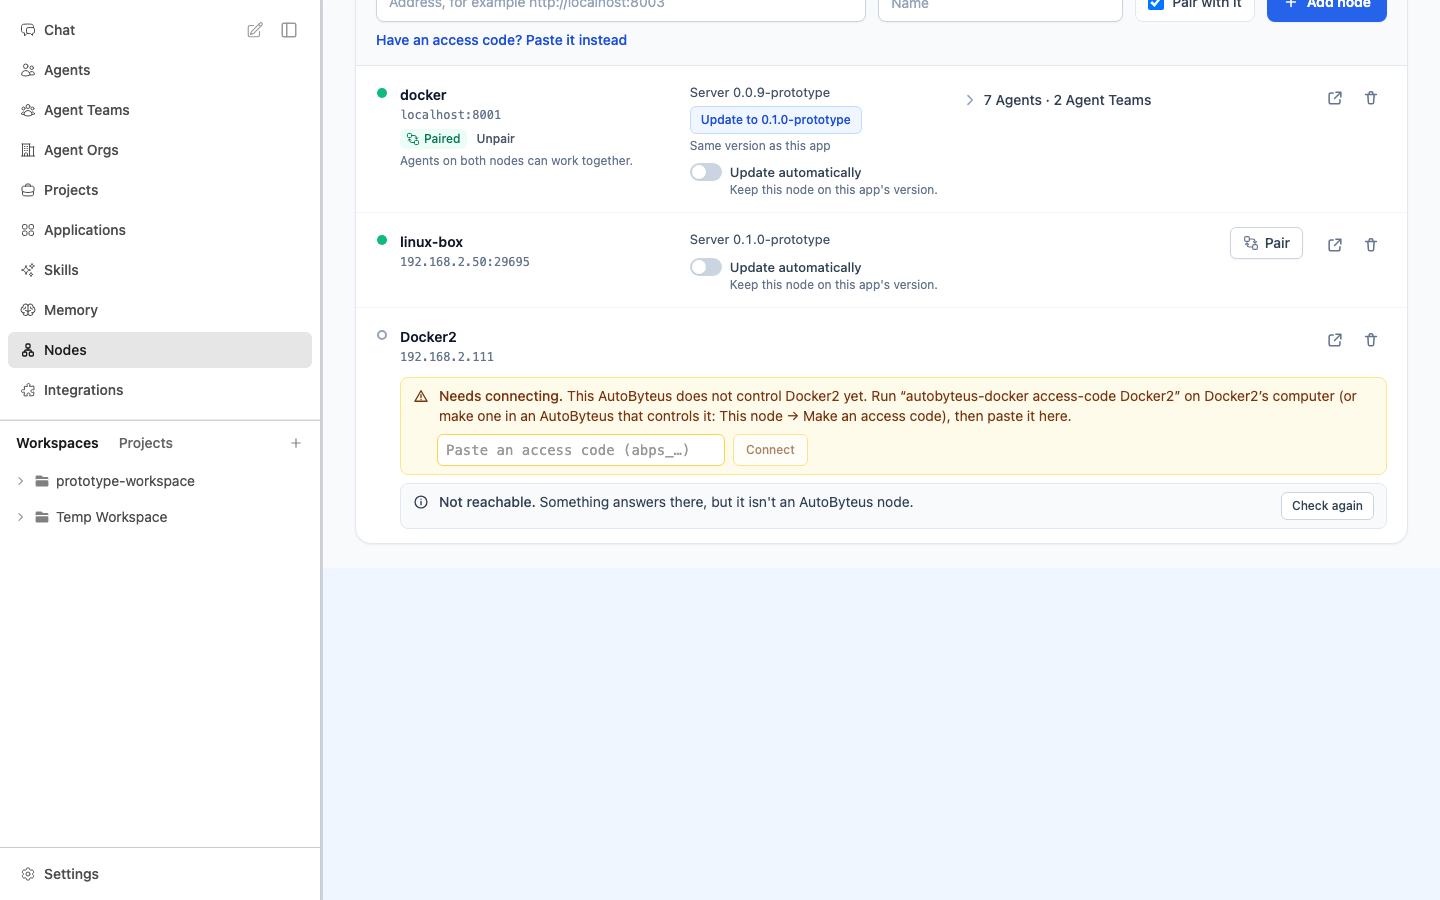 Chat
Agents
Agent Teams
Agent Orgs
Projects
Applications
Skills
Memory
Nodes
Integrations
Workspaces Projects
prototype-workspace
Temp Workspace
Settings
Address, for example http://localhost:8003
Name
Pair with it
Add node
Have an access code? Paste it instead
docker
localhost:8001
Paired Unpair
Agents on both nodes can work together.
Server 0.0.9-prototype
Update to 0.1.0-prototype
Same version as this app
Update automatically
Keep this node on this app's version.
7 Agents · 2 Agent Teams
linux-box
192.168.2.50:29695
Server 0.1.0-prototype
Update automatically
Keep this node on this app's version.
Pair
Docker2
192.168.2.111
Needs connecting. This AutoByteus does not control Docker2 yet. Run “autobyteus-docker access-code Docker2” on Docker2’s computer (or
make one in an AutoByteus that controls it: This node → Make an access code), then paste it here.
Paste an access code (abps_…)
Connect
Not reachable. Something answers there, but it isn't an AutoByteus node.
Check again